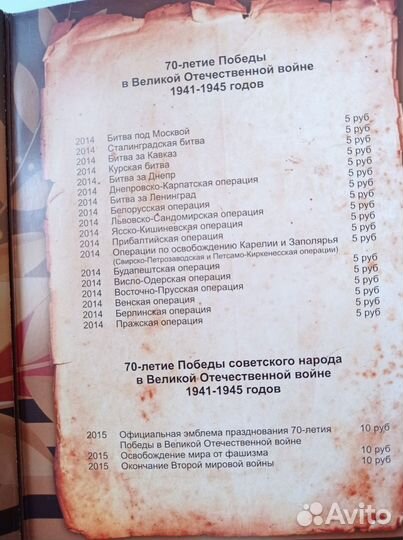 70-летие Победы
в Великой Отечественной войне
1941-1945 годов
2014 Битва под Москвой 5 руб
2014 Сталинградская битва 5 руб
2014 Битва за Кавказ 5 руб
2014 Курская битва 5 руб
2014 Битва за Днепр 5 руб
2014 Днепровско-Карпатская операция 5 руб
2014 Битва за Ленинград 5 руб
2014 Белорусская операция 5 руб
2014 Львовско-Сандомирская операция 5 руб
2014 Ясско-Кишиневская операция 5 руб
2014 Прибалтийская операция 5 руб
2014 Операции по освобождению Карелии и Заполярья 5 руб
(Свирско-Петрозаводская и Петсамо-Киркенесская операции)
2014 Будапештская операция 5 руб
2014 Висло-Одерская операция 5 руб
2014 Восточно-Прусская операция 5 руб
2014 Венская операция 5 руб
2014 Берлинская операция 5 руб
2014 Пражская операция 5 руб
70-летие Победы советского народа
в Великой Отечественной войне
1941-1945 годов
2015 Официальная эмблема празднования 70-летия 10 руб
Победы в Великой Отечественной войне
2015 Освобождение мира от фашизма 10 руб
2015 Окончание Второй мировой войны 10 руб
Avito